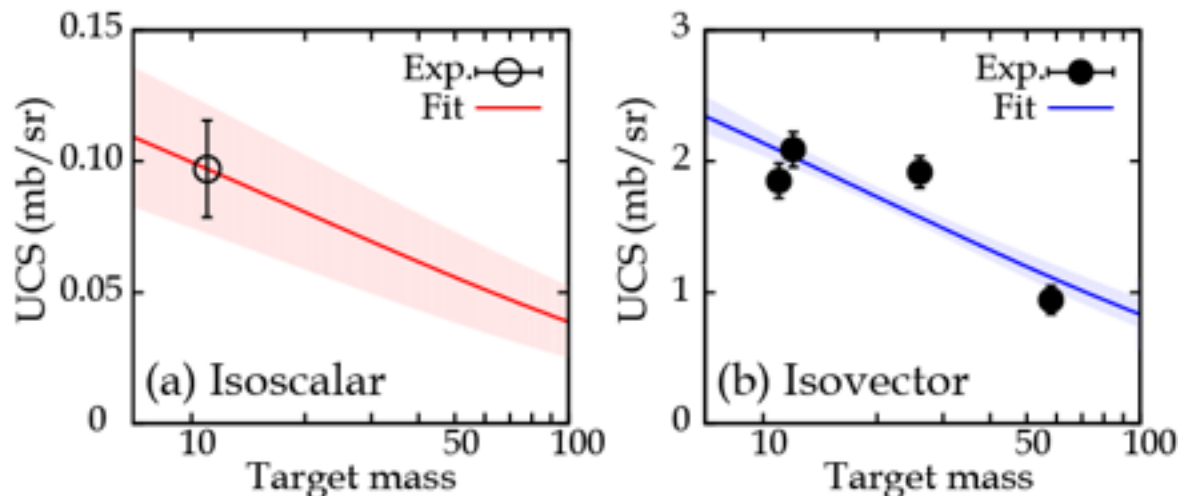 0.15
0.10
0.05
0
UCS (mb/sr)
Exp.
Fit
(a) Isoscalar
10
50
100
Target mass
3
2
1
0
UCS (mb/sr)
Exp.
Fit
(b) Isovector
10
50
100
Target mass